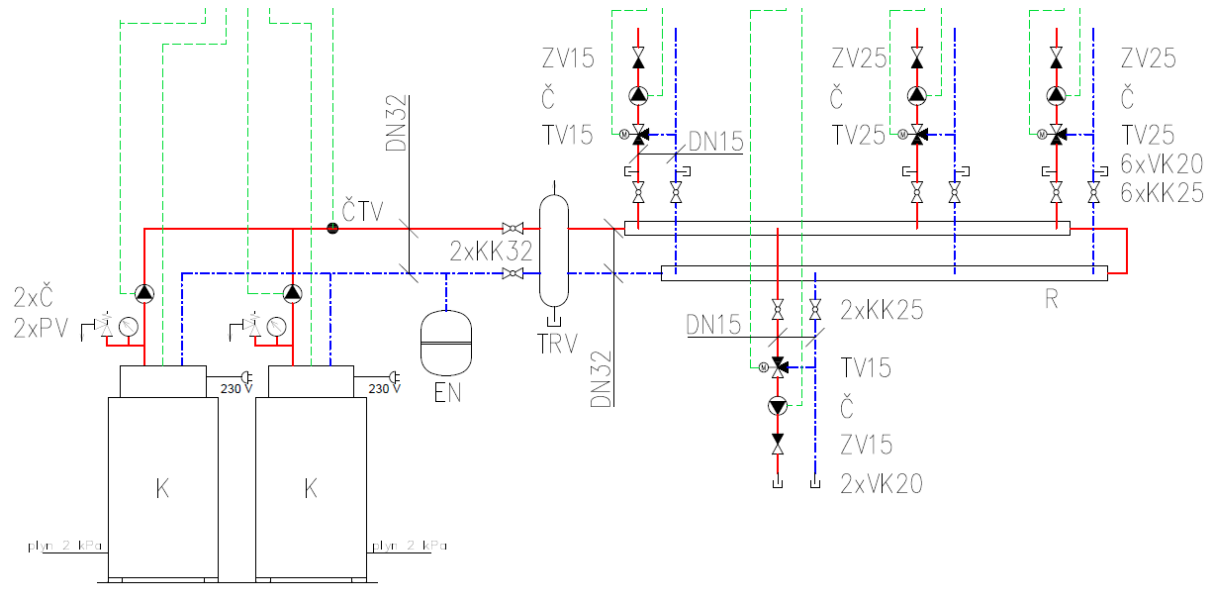 ZV15
ZV25
ZV25
Č
Č
Č
TV15
M
TV25
M
TV25
M
DN32
DN15
6xVK20
6xKK25
ČTV
2xKK32
2xČ
2xPV
R
2xKK25
DN15
TRV
DN32
EN
M
TV15
230 V
230 V
Č
ZV15
K
K
2xVK20
plyn 2 kPa
plyn 2 kPa